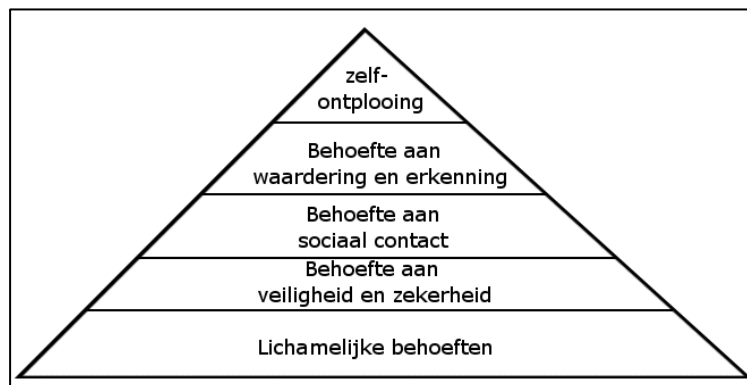 zelf-
ontplooing
Behoefte aan
waardering en erkenning
Behoefte aan
sociaal contact
Behoefte aan
veiligheid en zekerheid
Lichamelijke behoeften